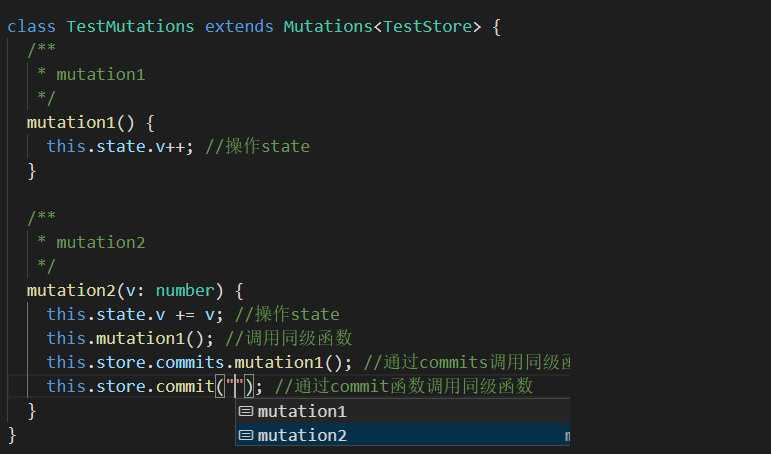 class TestMutations extends Mutations<TestStore> {
/**
* mutation1
*/
mutation1() {
this.state.v++; //操作state
}
/**
* mutation2
*/
mutation2(v: number) {
this.state.v += v; //操作state
this.mutation1(); //调用同级函数
this.store.commits.mutation1(); //通过commits调用同级
this.store.commit(""); //通过commit函数调用同级函数
}
mutation1
mutation2
}